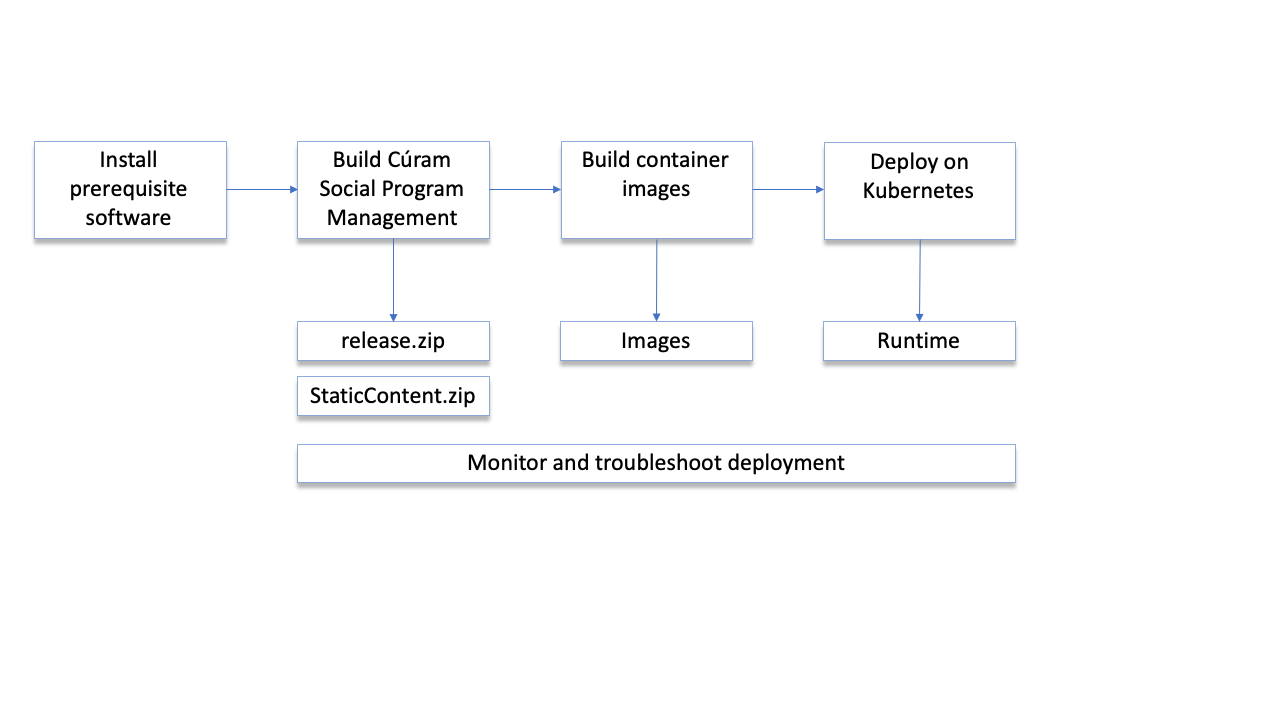 Install
prerequisite
software
Build Cúram
Social Program
Management
Build container
images
Deploy on
Kubernetes
release.zip
Images
Runtime
StaticContent.zip
Monitor and troubleshoot deployment